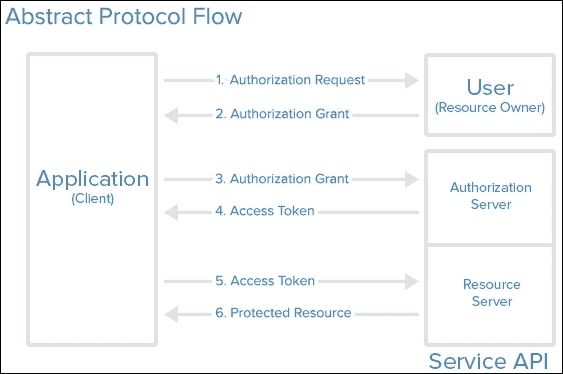 Abstract Protocol Flow
Application
(Client)
1. Authorization Request
2. Authorization Grant
3. Authorization Grant
4. Access Token
5. Access Token
6. Protected Resource
User
(Resource Owner)
Authorization
Server
Resource
Server
Service API